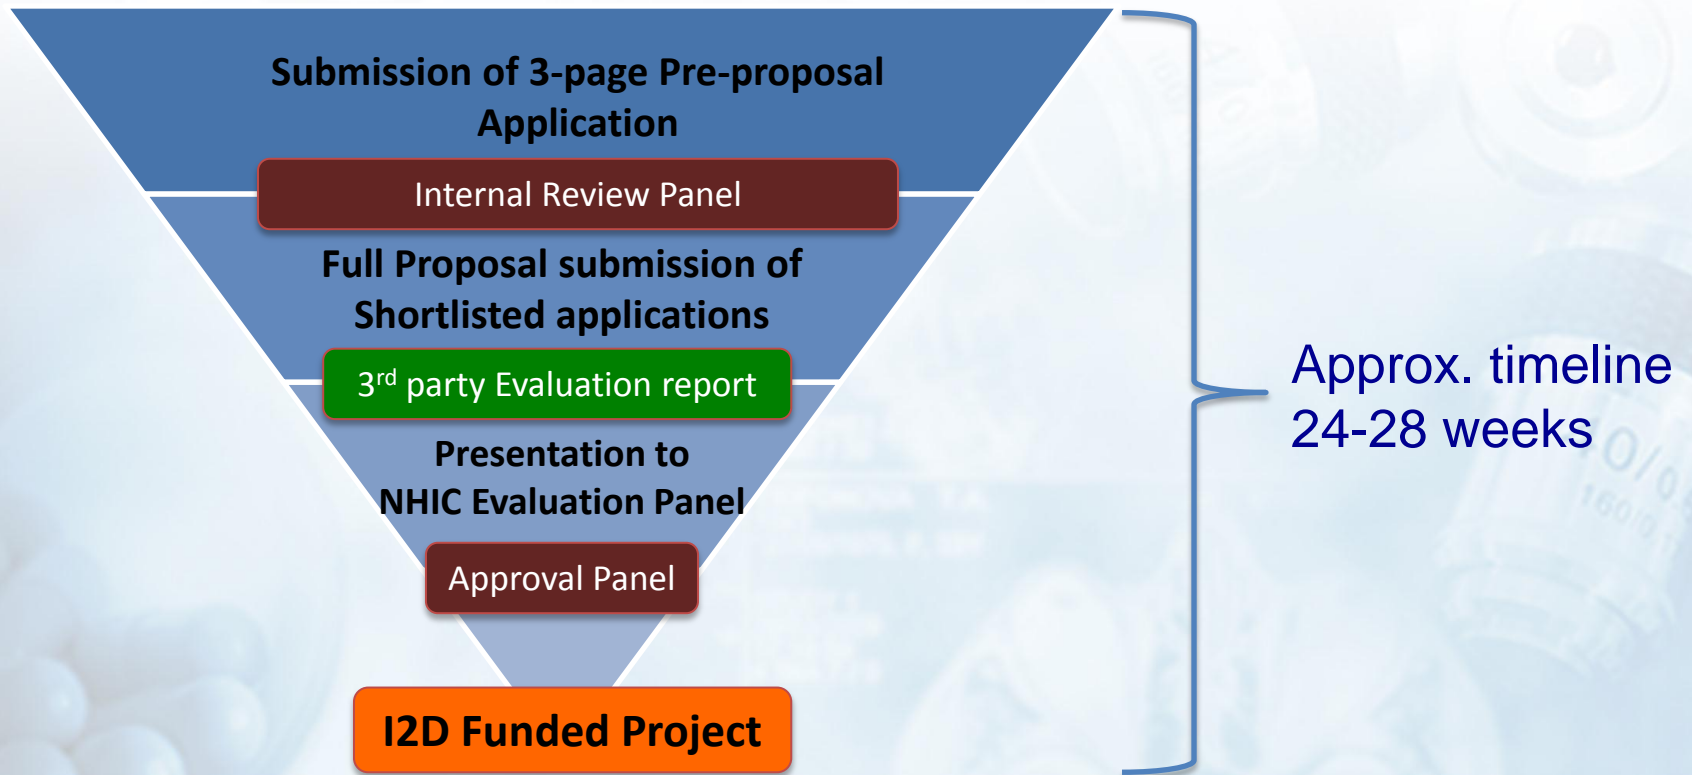 Submission of 3-page Pre-proposal
Application
Internal Review Panel
Full Proposal submission of
Shortlisted applications
3rd party Evaluation report
Presentation to
NHIC Evaluation Panel
Approval Panel
I2D Funded Project
Approx. timeline
24-28 weeks